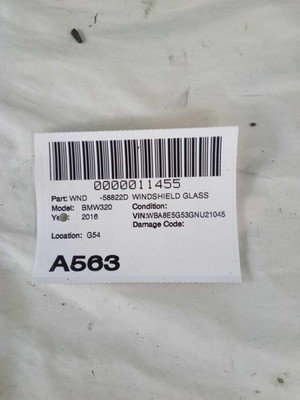 0000011455
Part: WND -58822D WINDSHIELD GLASS
Model: BMW320 Condition:
2016 VIN:WBA8E5G53GNU21045
Damage Code:
Location: G54
A563